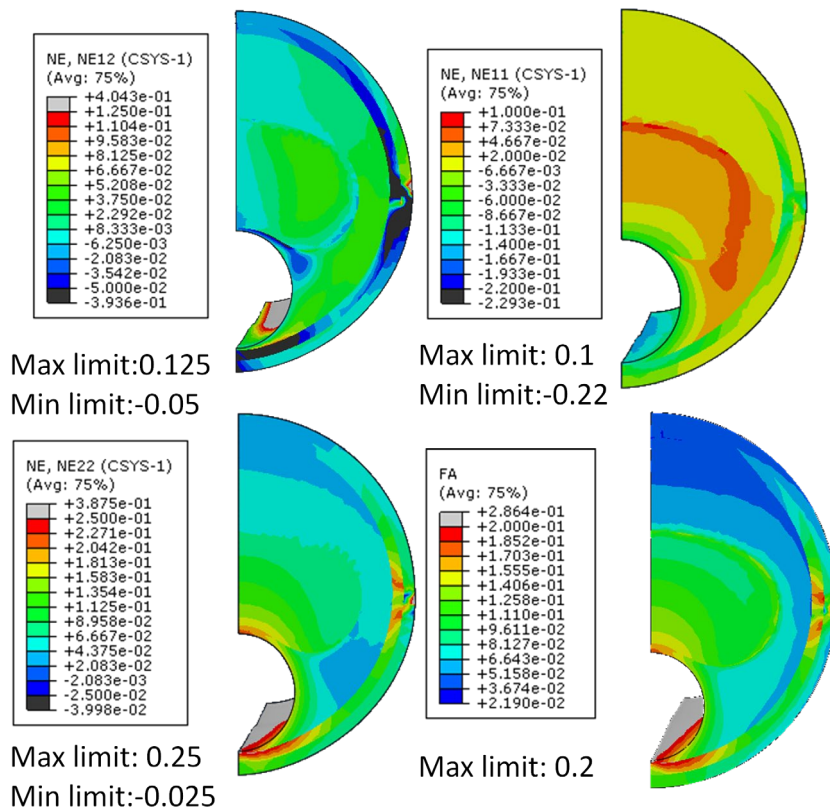 NE, NE12 (CSYS-1)
(Avg: 75%)
+4.043e-01
+1.250e-01
+1.104e-01
+9.583e-02
+8.125e-02
+6.667e-02
+5.208e-02
+3.750e-02
+2.292e-02
+8.333e-03
-6.250e-03
-2.083e-02
-3.542e-02
-5.000e-02
-3.936e-01
Max limit:0.125
Min limit:-0.05
NE, NE11 (CSYS-1)
(Avg: 75%)
+1.000e-01
+7.333e-02
+4.667e-02
+2.000e-02
-6.667e-03
-3.333e-02
-6.000e-02
-8.667e-02
-1.133e-01
-1.400e-01
-1.667e-01
-1.933e-01
-2.200e-01
-2.293e-01
Max limit: 0.1
Min limit:-0.22
NE, NE22 (CSYS-1)
(Avg: 75%)
+3.875e-01
+2.500e-01
+2.271e-01
+2.042e-01
+1.813e-01
+1.583e-01
+1.354e-01
+1.125e-01
+8.958e-02
+6.667e-02
+4.375e-02
+2.083e-02
-2.083e-03
-2.500e-02
-3.998e-02
Max limit: 0.25
Min limit:-0.025
FA
(Avg: 75%)
+2.864e-01
+2.000e-01
+1.852e-01
+1.703e-01
+1.555e-01
+1.406e-01
+1.258e-01
+1.110e-01
+9.611e-02
+8.127e-02
+6.643e-02
+5.158e-02
+3.674e-02
+2.190e-02
Max limit: 0.2